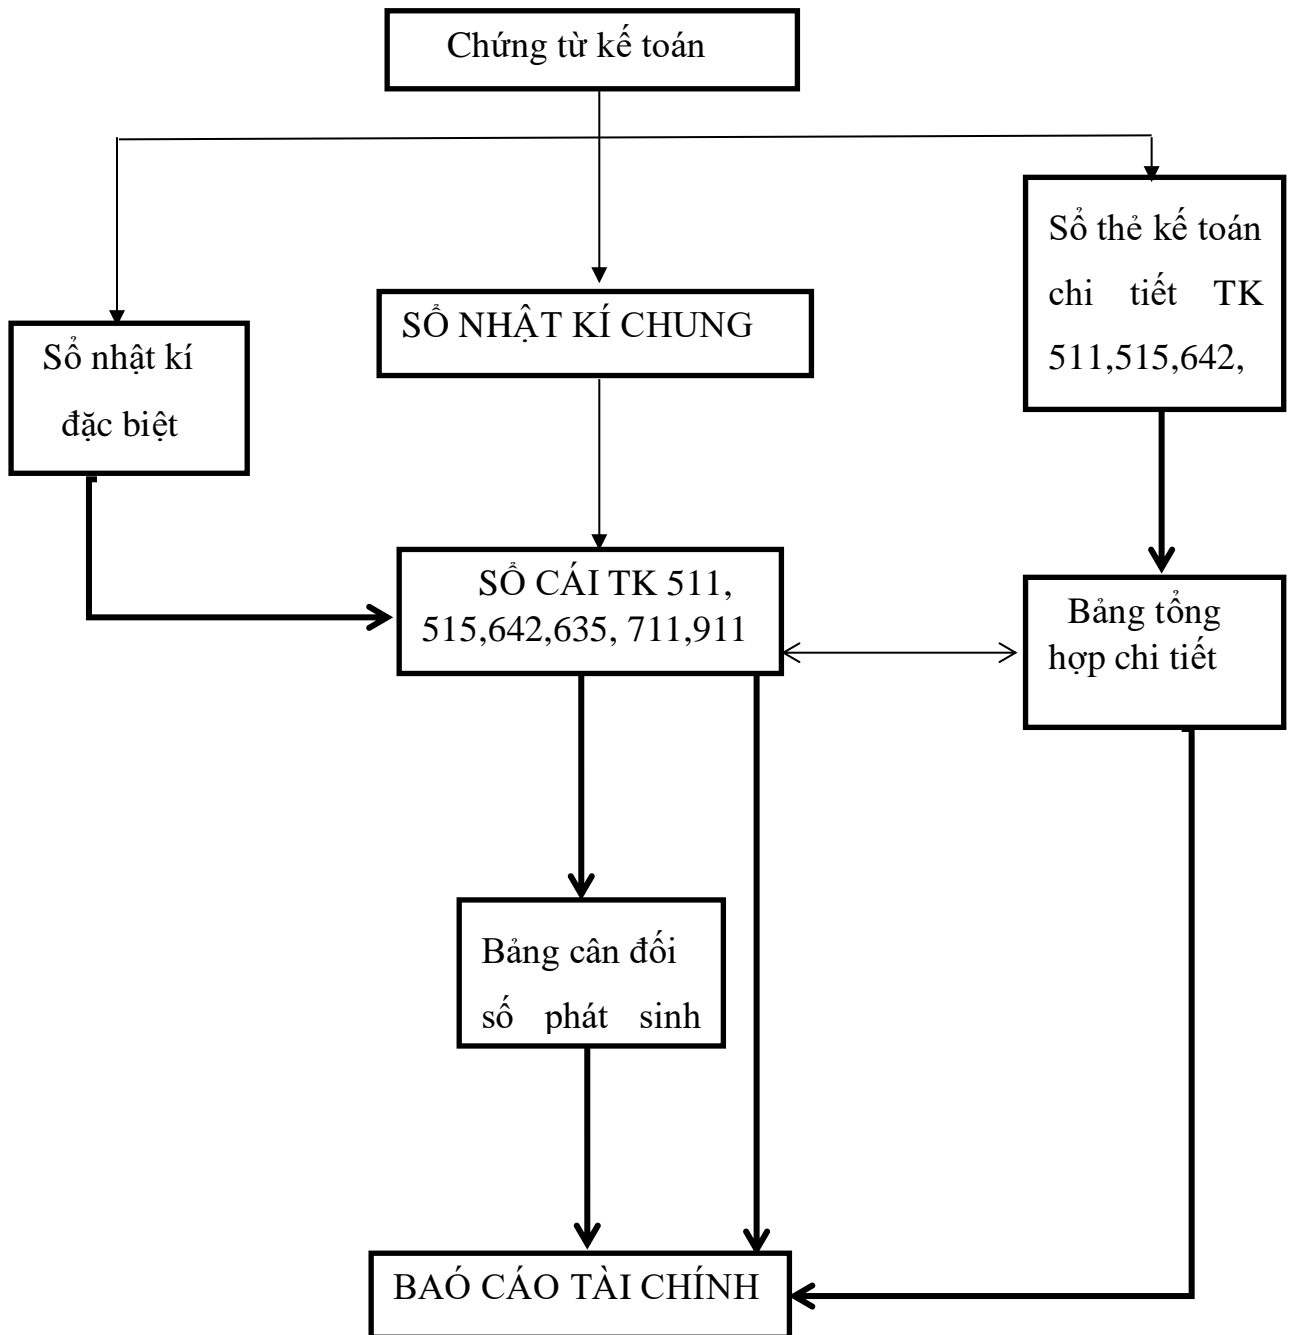 Chứng từ kế toán
Sổ thẻ kế toán
chi tiết TK
511,515,642,
SỔ NHẬT KÍ CHUNG
Sổ nhật kí
đặc biệt
SỔ CÁI TK 511,
515,642,635, 711,911
Bảng tổng
hợp chi tiết
Bảng cân đối
số phát sinh
BAÓ CÁO TÀI CHÍNH